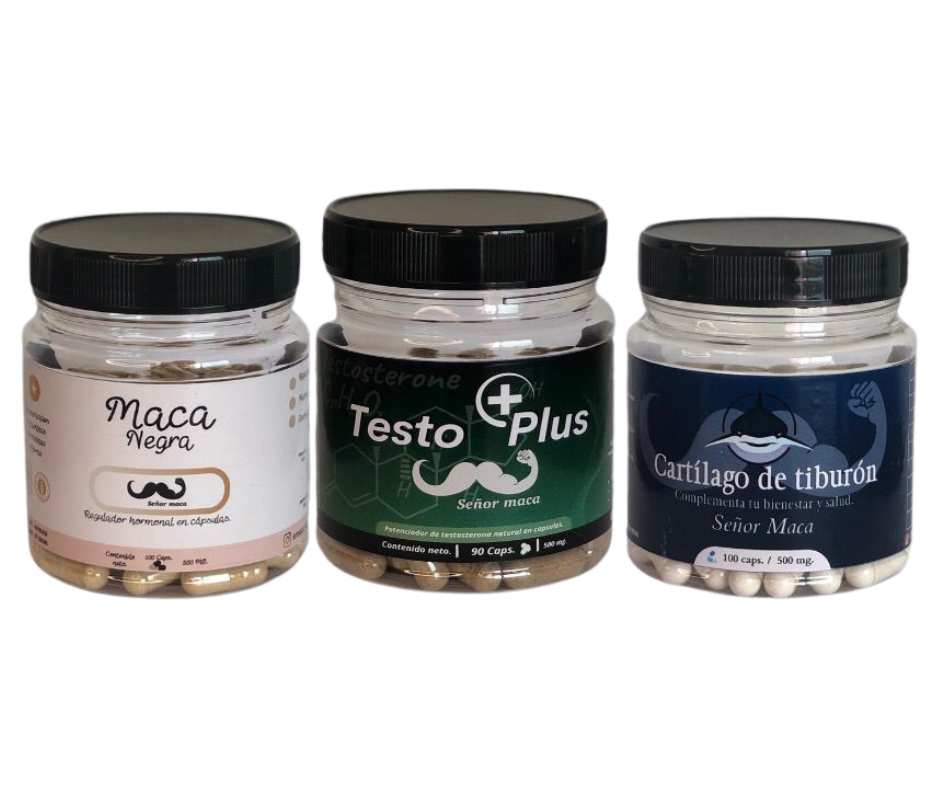 Maca
Negra
Señor maca
Regulador hormonal en cápsulas.
Contenido
neto.
100 Caps.
500 mg.
testosterone
OH
Testo Plus
H
H
Señor maca
Potenciador de testosterona natural en cápsulas.
Contenido neto. | 90 Caps. | 500 mg.
Cartílago de tiburón
Complementa tu bienestar y salud.
Señor Maca
100 caps. / 500 mg.